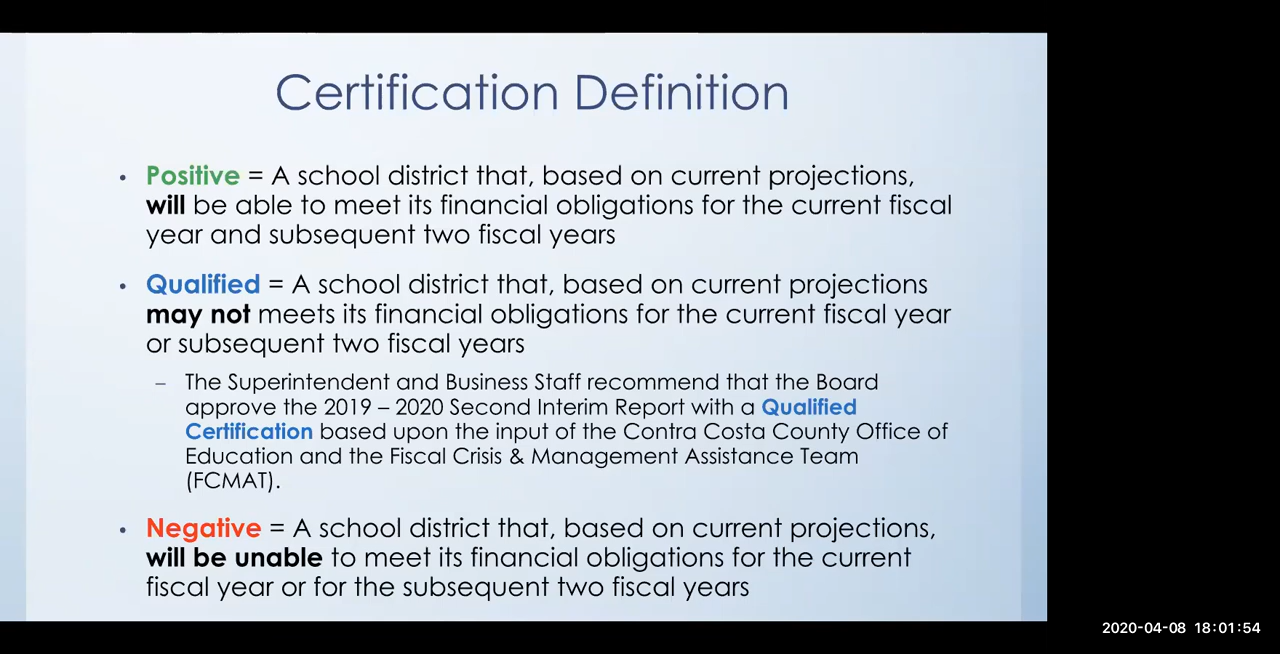 Certification Definition
• Positive = A school district that, based on current projections,
will be able to meet its financial obligations for the current fiscal
year and subsequent two fiscal years
• Qualified = A school district that, based on current projections
may not meets its financial obligations for the current fiscal year
or subsequent two fiscal years
– The Superintendent and Business Staff recommend that the Board
approve the 2019 – 2020 Second Interim Report with a Qualified
Certification based upon the input of the Contra Costa County Office of
Education and the Fiscal Crisis & Management Assistance Team
(FCMAT).
• Negative = A school district that, based on current projections,
will be unable to meet its financial obligations for the current
fiscal year or for the subsequent two fiscal years
2020-04-08 18:01:54